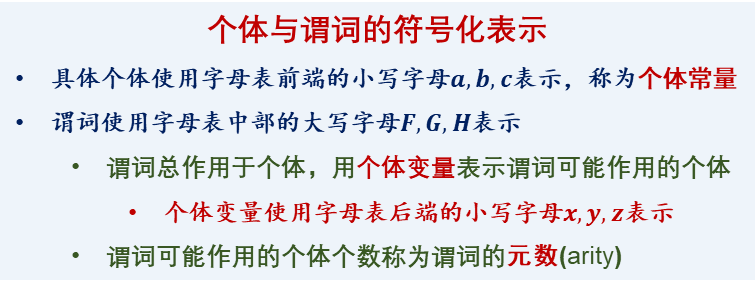 个体与谓词的符号化表示
• 具体个体使用字母表前端的小写字母a, b, c表示，称为个体常量
• 谓词使用字母表中部的大写字母F, G, H表示
• 谓词总作用于个体，用个体变量表示谓词可能作用的个体
• 个体变量使用字母表后端的小写字母x, y, z表示
• 谓词可能作用的个体个数称为谓词的元数(arity)